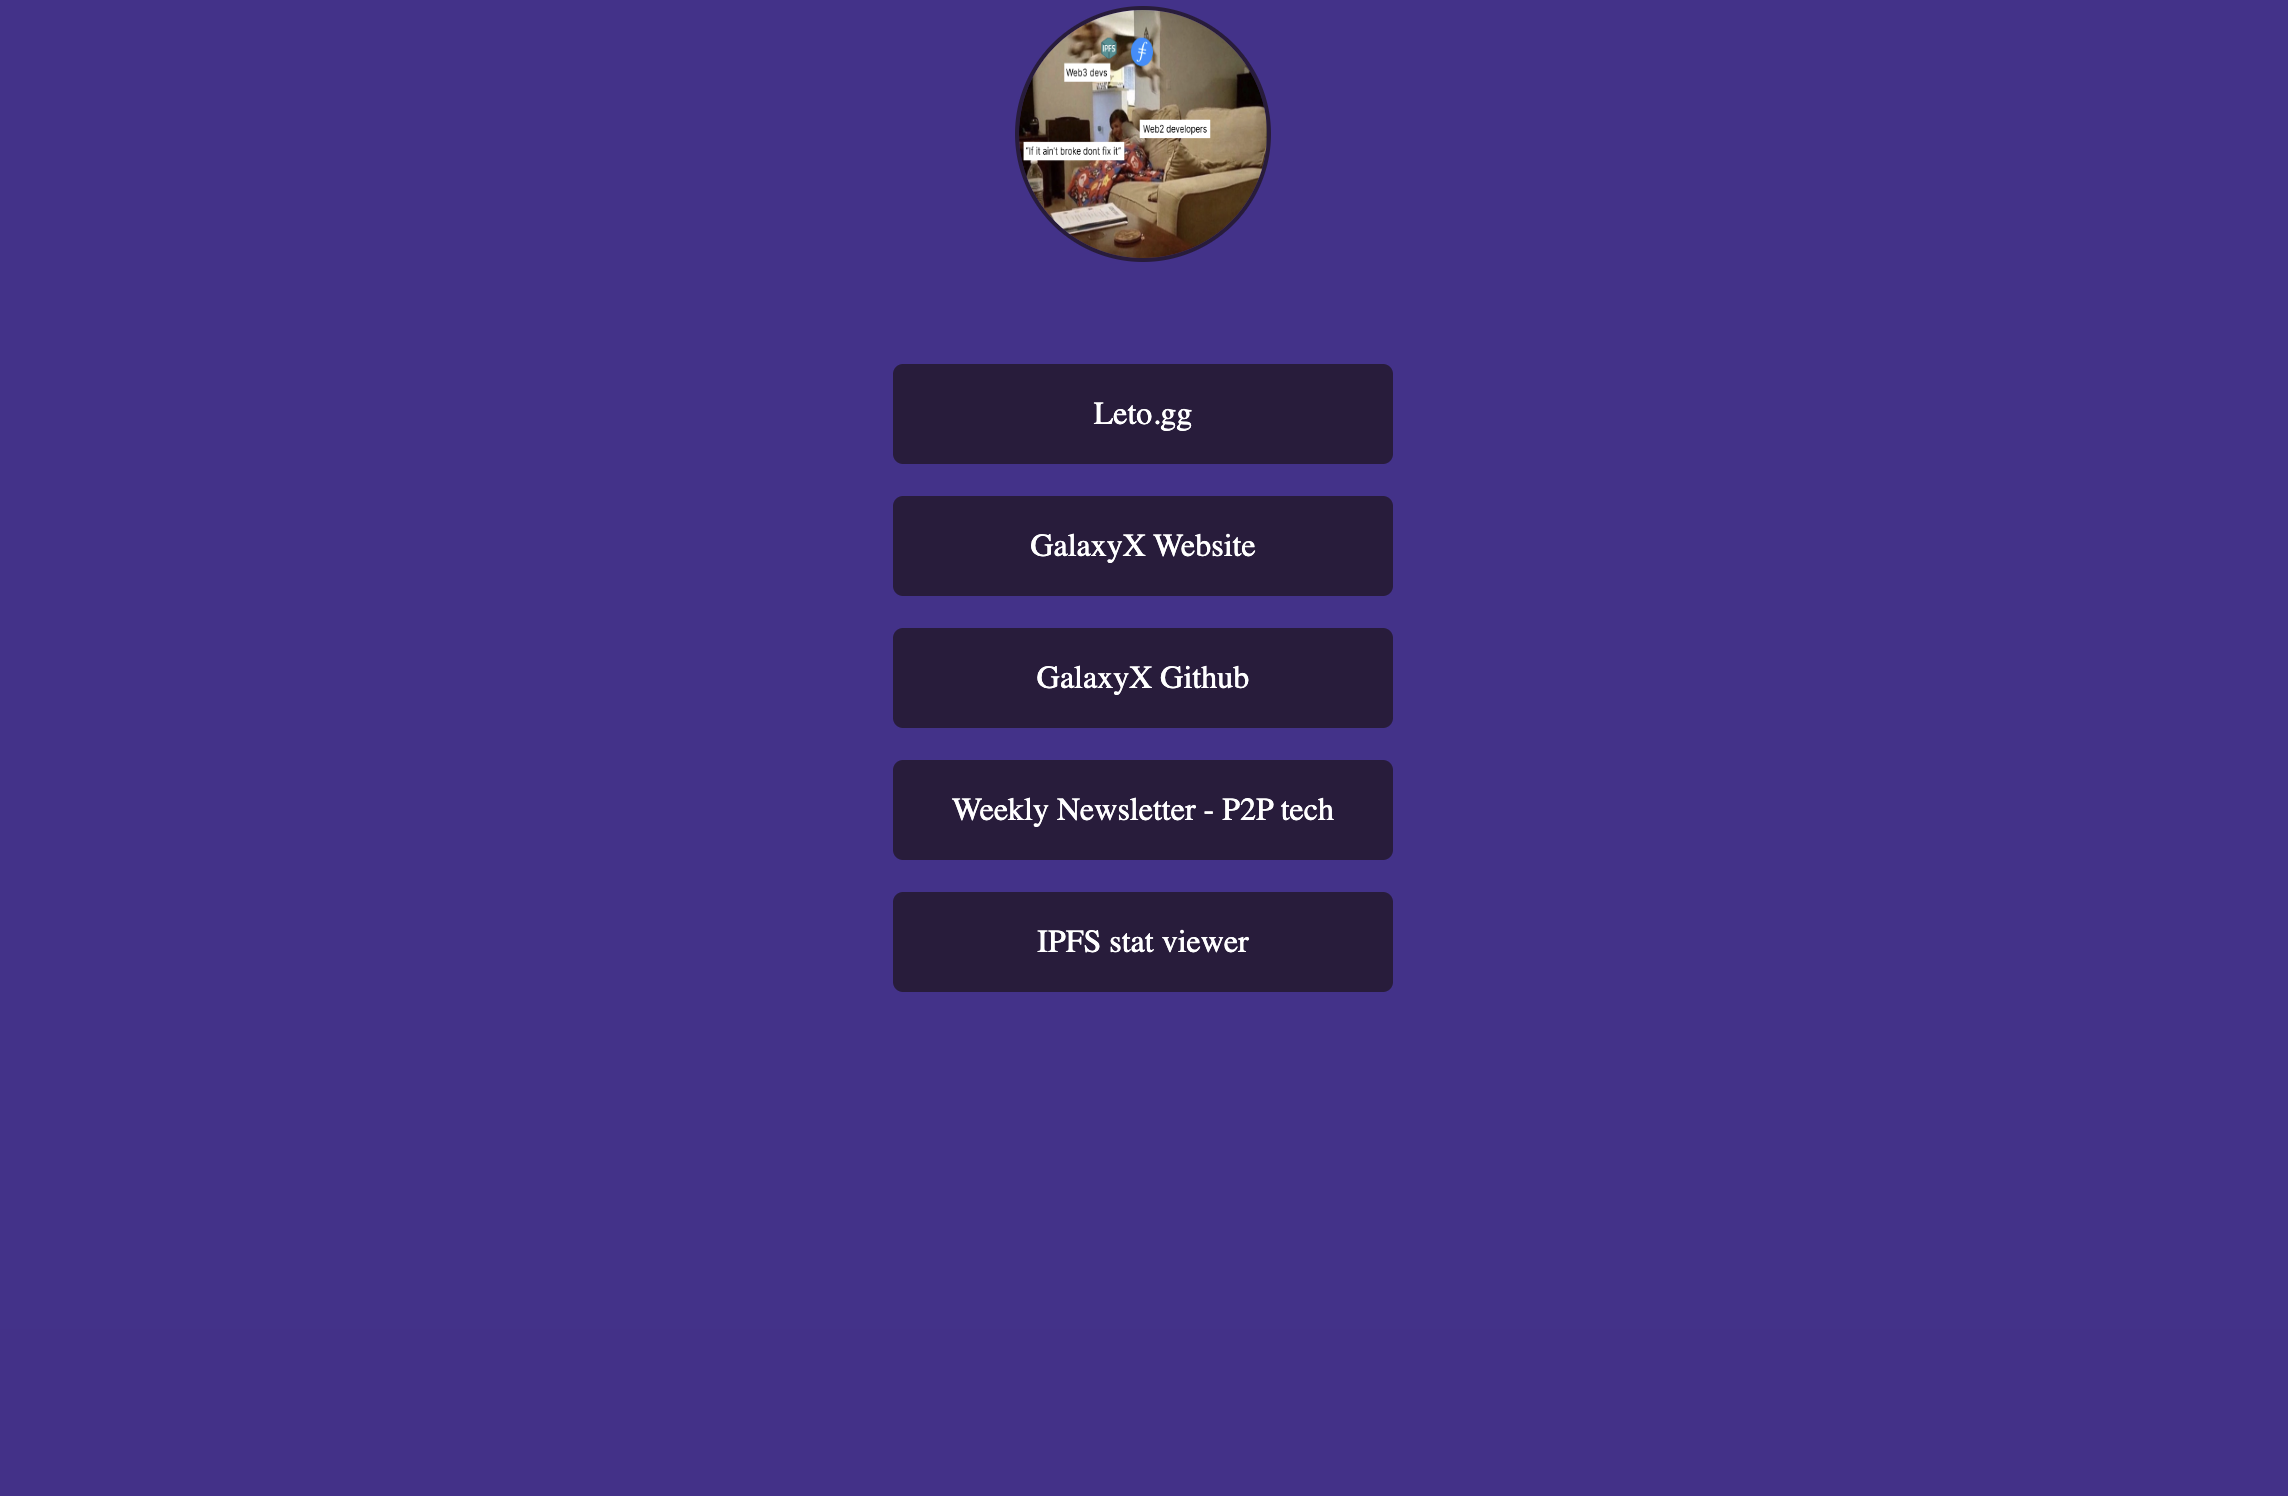 IPFS
Web3 devs
Web2 developers
"If it ain't broke dont fix it"
Leto.gg
GalaxyX Website
GalaxyX Github
Weekly Newsletter - P2P tech
IPFS stat viewer